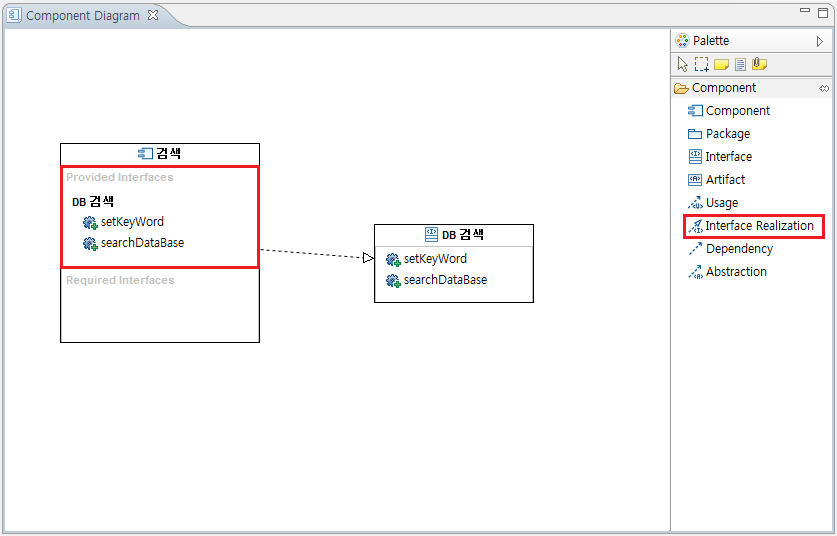 Component Diagram
검색
Provided Interfaces
DB 검색
setKeyWord
searchDataBase
Required Interfaces
DB 검색
setKeyWord
searchDataBase
Palette
Component
Component
Package
Interface
Artifact
Usage
Interface Realization
Dependency
Abstraction